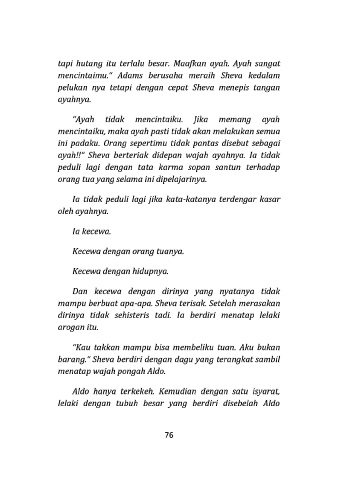 tapi hutang itu terlalu besar. Maafkan ayah. Ayah sangat
mencintaimu." Adams berusaha meraih Sheva kedalam
pelukan nya tetapi dengan cepat Sheva menepis tangan
ayahnya.
"Ayah tidak mencintaiku. Jika memang ayah
mencintaiku, maka ayah pasti tidak akan melakukan semua
ini padaku. Orang sepertimu tidak pantas disebut sebagai
ayah!!" Sheva berteriak didepan wajah ayahnya. Ia tidak
peduli lagi dengan tata karma sopan santun terhadap
orang tua yang selama ini dipelajarinya.
Ia tidak peduli lagi jika kata-katanya terdengar kasar
oleh ayahnya.
Ia kecewa.
Kecewa dengan orang tuanya.
Kecewa dengan hidupnya.
Dan kecewa dengan dirinya yang nyatanya tidak
mampu berbuat apa-apa. Sheva terisak. Setelah merasakan
dirinya tidak sehisteris tadi. Ia berdiri menatap lelaki
arogan itu.
"Kau takkan mampu bisa membeliku tuan. Aku bukan
barang." Sheva berdiri dengan dagu yang terangkat sambil
menatap wajah pongah Aldo.
Aldo hanya terkekeh. Kemudian dengan satu isyarat,
lelaki dengan tubuh besar yang berdiri disebelah Aldo
76